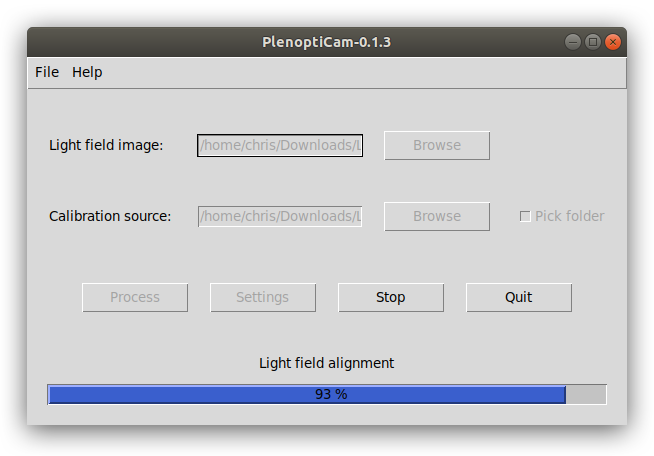 PlenoptiCam-0.1.3
File Help
Light field image: /home/chris/Downloads/L Browse
Calibration source: /home/chris/Downloads/L Browse Pick folder
Process Settings Stop Quit
Light field alignment
93 %